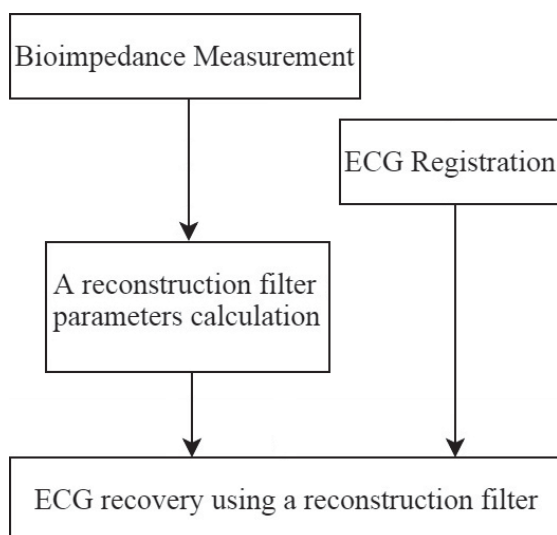 Bioimpedance Measurement
ECG Registration
A reconstruction filter
parameters calculation
ECG recovery using a reconstruction filter